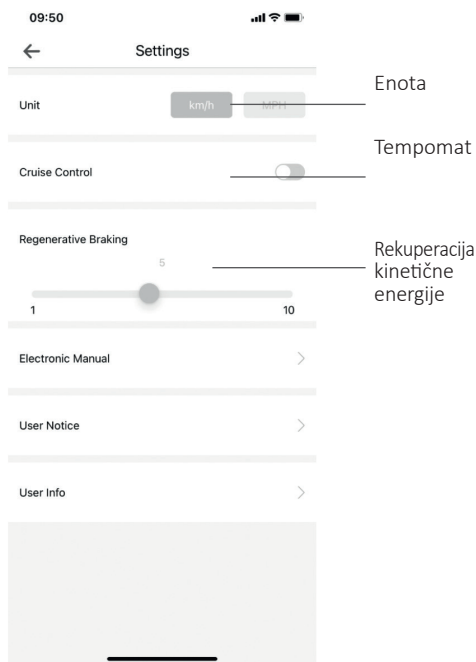 09:50
Settings
Unit
km/h
MPH
Enota
Cruise Control
Tempomat
Regenerative Braking
5
1
10
Rekuperacija
kinetične
energije
Electronic Manual
User Notice
User Info